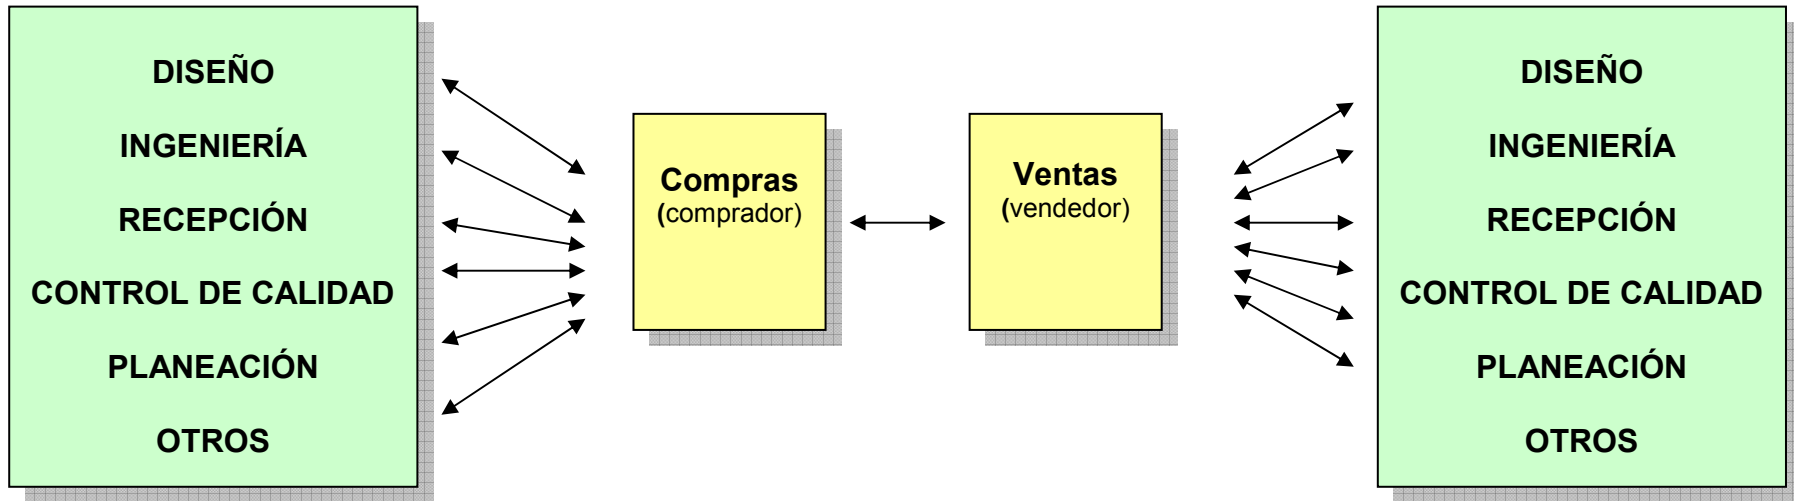 DISEÑO
INGENIERÍA
RECEPCIÓN
CONTROL DE CALIDAD
PLANEACIÓN
OTROS
Compras
(comprador)
Ventas
(vendedor)
DISEÑO
INGENIERÍA
RECEPCIÓN
CONTROL DE CALIDAD
PLANEACIÓN
OTROS